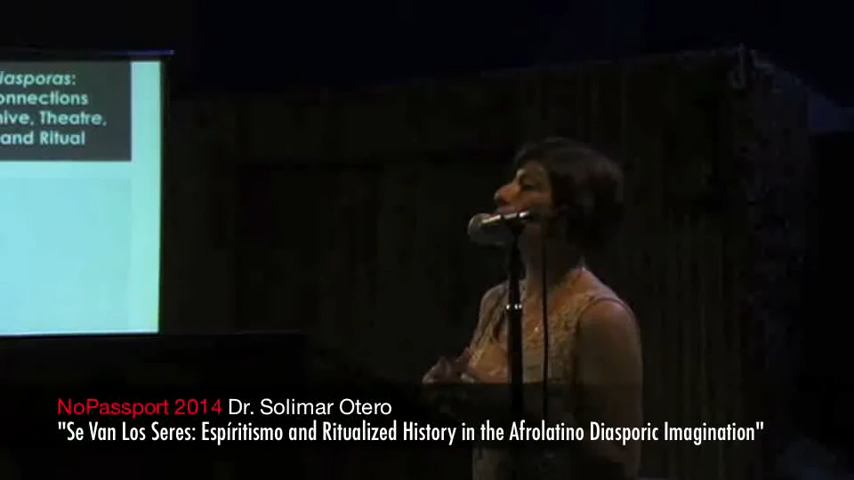 iasporas:
onnections
ive, Theatre,
and Ritual
NoPassport 2014 Dr. Solimar Otero
"Se Van Los Seres: Espíritismo and Ritualized History in the Afrolatino Diasporic Imagination"